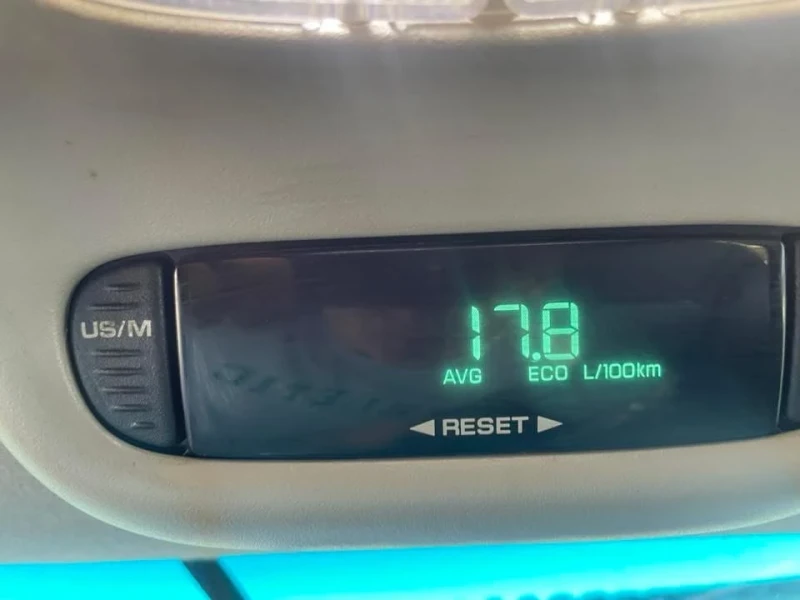 US/M
17.8
AVG ECO L/100km
◄ RESET ►